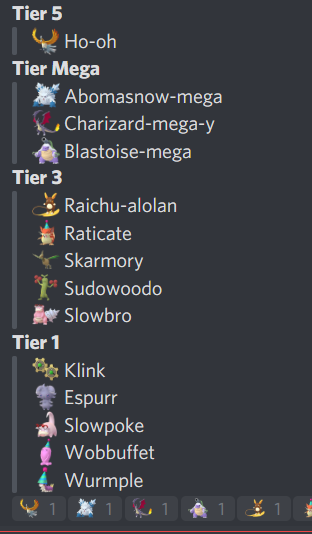 Tier 5
Ho-oh
Tier Mega
Abomasnow-mega
Charizard-mega-y
Blastoise-mega
Tier 3
Raichu-alolan
Raticate
Skarmory
Sudowoodo
Slowbro
Tier 1
Klink
Espurr
Slowpoke
Wobbuffet
Wurmple
1 1 1 1 1